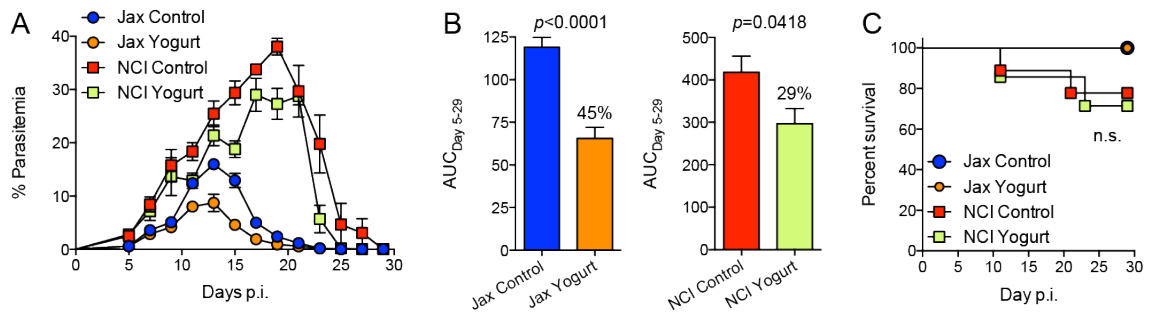 A
Jax Control
Jax Yogurt
NCI Control
NCI Yogurt
% Parasitemia
40
30
20
10
0
0 5 10 15 20 25 30
Days p.i.
B
p<0.0001
AUCDay 5-29
125
100
75
50
25
0
45%
Jax Control
Jax Yogurt
p=0.0418
AUCDay 5-29
500
400
300
200
100
0
29%
NCI Control
NCI Yogurt
C
Percent survival
100
80
60
40
20
0
n.s.
Jax Control
Jax Yogurt
NCI Control
NCI Yogurt
0 5 10 15 20 25 30
Day p.i.